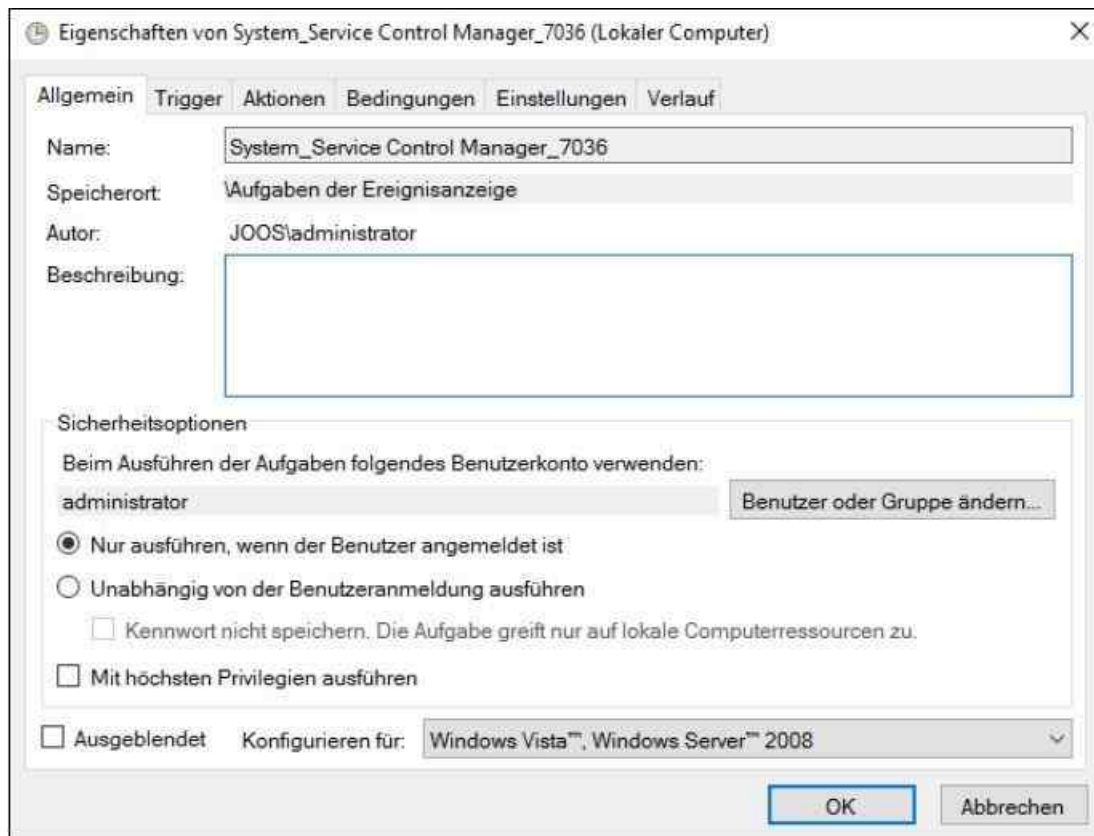 Eigenschaften von System_Service Control Manager_7036 (Lokaler Computer)
Allgemein Trigger Aktionen Bedingungen Einstellungen Verlauf
Name: System_Service Control Manager_7036
Speicherort: \Aufgaben der Ereignisanzeige
Autor: JOOS\administrator
Beschreibung:
Sicherheitsoptionen
Beim Ausführen der Aufgaben folgendes Benutzerkonto verwenden:
administrator Benutzer oder Gruppe ändern...
Nur ausführen, wenn der Benutzer angemeldet ist
Unabhängig von der Benutzeranmeldung ausführen
Kennwort nicht speichern. Die Aufgabe greift nur auf lokale Computerressourcen zu.
Mit höchsten Privilegien ausführen
Ausgeblendet Konfigurieren für: Windows Vista™, Windows Server™ 2008
OK Abbrechen